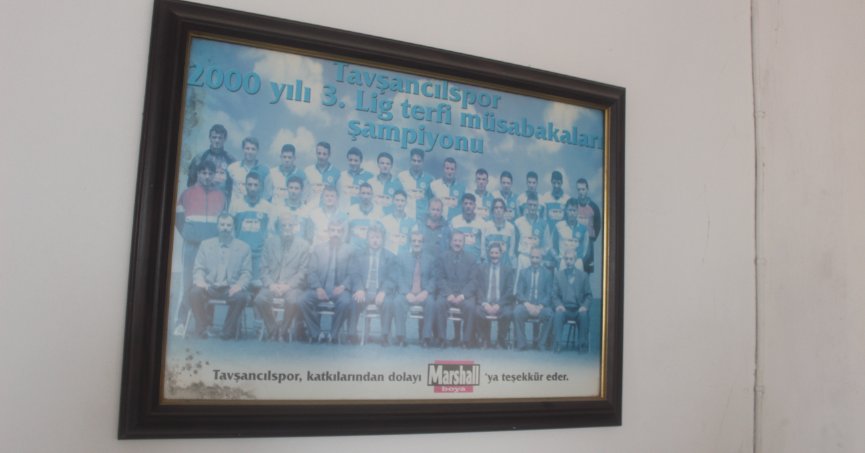 Tavşancılspor
2000 yılı 3. Lig terfi müsabakaları
şampiyonu
Tavşancılspor, katkılarından dolayı Marshall boya 'ya teşekkür eder.